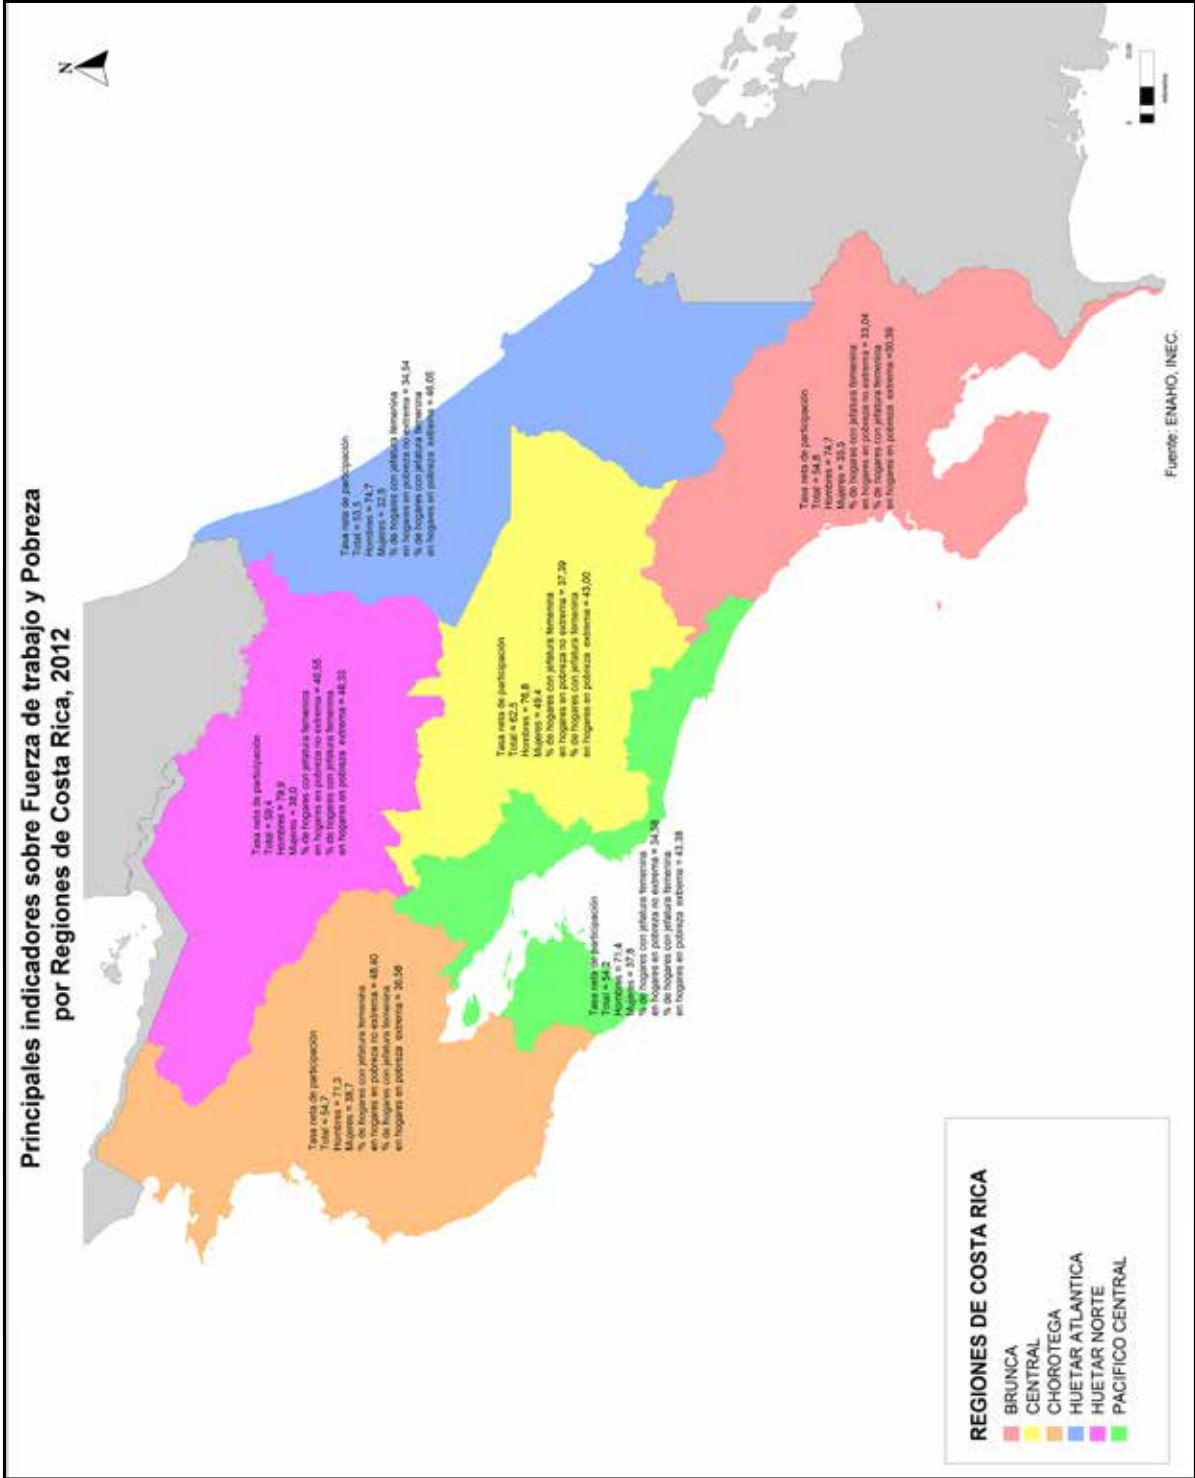 Principales indicadores sobre Fuerza de trabajo y Pobreza
por Regiones de Costa Rica, 2012
N
Tasa neta de participación
Total = 59,4
Hombres = 79,9
Mujeres = 38,0
% de hogares con jefatura femenina
en hogares en pobreza no extrema = 40,55
% de hogares con jefatura femenina
en hogares en pobreza extrema = 48,33
Tasa neta de participación
Total = 53,5
Hombres = 74,7
Mujeres = 32,5
% de hogares con jefatura femenina
en hogares en pobreza no extrema = 34,54
% de hogares con jefatura femenina
en hogares en pobreza extrema = 46,05
Tasa neta de participación
Total = 54,7
Hombres = 71,3
Mujeres = 38,7
% de hogares con jefatura femenina
en hogares en pobreza no extrema = 48,40
% de hogares con jefatura femenina
en hogares en pobreza extrema = 36,56
Tasa neta de participación
Total = 62,5
Hombres = 76,8
Mujeres = 49,4
% de hogares con jefatura femenina
en hogares en pobreza no extrema = 37,39
% de hogares con jefatura femenina
en hogares en pobreza extrema = 43,00
Tasa neta de participación
Total = 54,2
Hombres = 71,4
Mujeres = 37,8
% de hogares con jefatura femenina
en hogares en pobreza no extrema = 34,58
% de hogares con jefatura femenina
en hogares en pobreza extrema = 43,38
Tasa neta de participación
Total = 54,8
Hombres = 74,7
Mujeres = 35,9
% de hogares con jefatura femenina
en hogares en pobreza no extrema = 33,04
% de hogares con jefatura femenina
en hogares en pobreza extrema =30,39
REGIONES DE COSTA RICA
BRUNCA
CENTRAL
CHOROTEGA
HUETAR ATLANTICA
HUETAR NORTE
PACIFICO CENTRAL
0
Fuente: ENAHO, INEC.